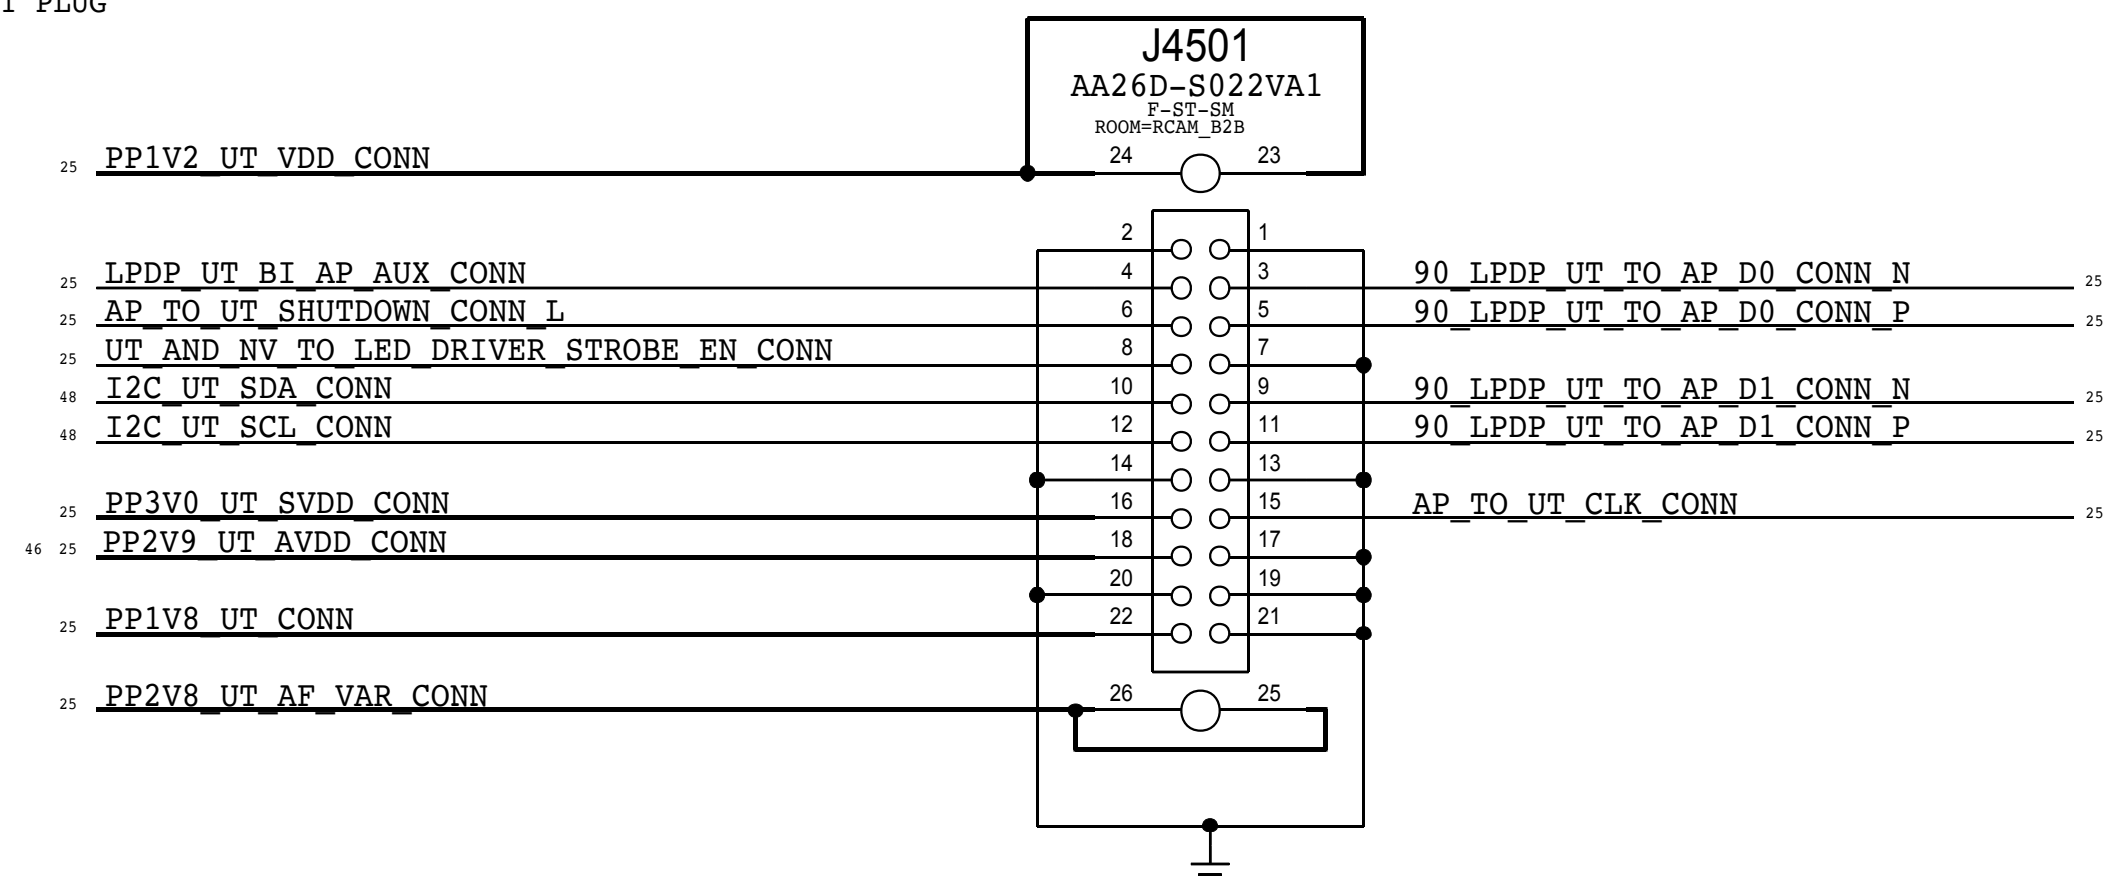 PLUG
J4501
AA26D-S022VA1
F-ST-SM
ROOM=RCAM_B2B
25 PP1V2_UT_VDD_CONN 24 23
2 1
25 LPDP_UT_BI_AP_AUX_CONN 4 3 90_LPDP_UT_TO_AP_D0_CONN_N 25
25 AP_TO_UT_SHUTDOWN_CONN_L 6 5 90_LPDP_UT_TO_AP_D0_CONN_P 25
25 UT_AND_NV_TO_LED_DRIVER_STROBE_EN_CONN 8 7
48 I2C_UT_SDA_CONN 10 9 90_LPDP_UT_TO_AP_D1_CONN_N 25
48 I2C_UT_SCL_CONN 12 11 90_LPDP_UT_TO_AP_D1_CONN_P 25
14 13
25 PP3V0_UT_SVDD_CONN 16 15 AP_TO_UT_CLK_CONN 25
46 25 PP2V9_UT_AVDD_CONN 18 17
20 19
25 PP1V8_UT_CONN 22 21
25 PP2V8_UT_AF_VAR_CONN 26 25